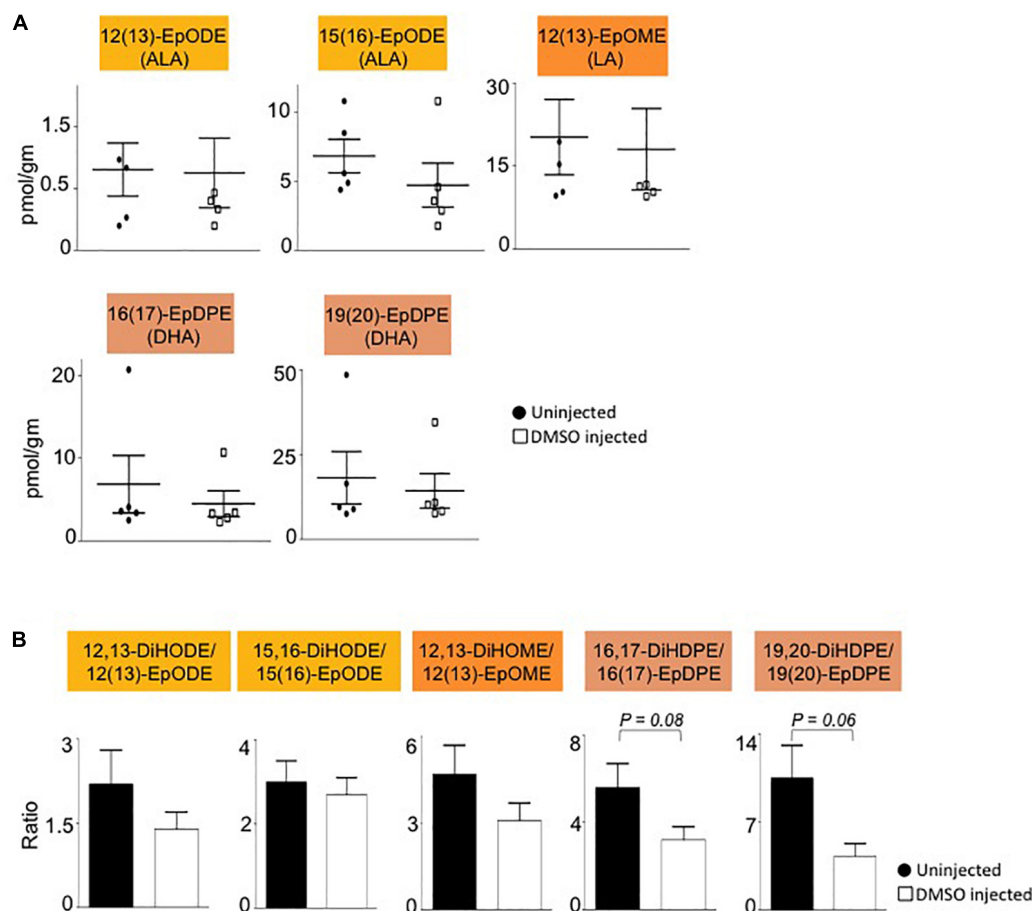 A
12(13)-EpODE
(ALA)
15(16)-EpODE
(ALA)
12(13)-EpOME
(LA)
pmol/gm
1.5
0.5
0
10
5
0
30
15
0
16(17)-EpDPE
(DHA)
19(20)-EpDPE
(DHA)
pmol/gm
20
10
0
50
25
0
Uninjected
DMSO injected
B
12,13-DiHODE/
12(13)-EpODE
15,16-DiHODE/
15(16)-EpODE
12,13-DiHOME/
12(13)-EpOME
16,17-DiHDPE/
16(17)-EpDPE
19,20-DiHDPE/
19(20)-EpDPE
Ratio
3
1.5
0
4
2
0
6
3
0
P = 0.08
8
4
0
P = 0.06
14
7
0
Uninjected
DMSO injected